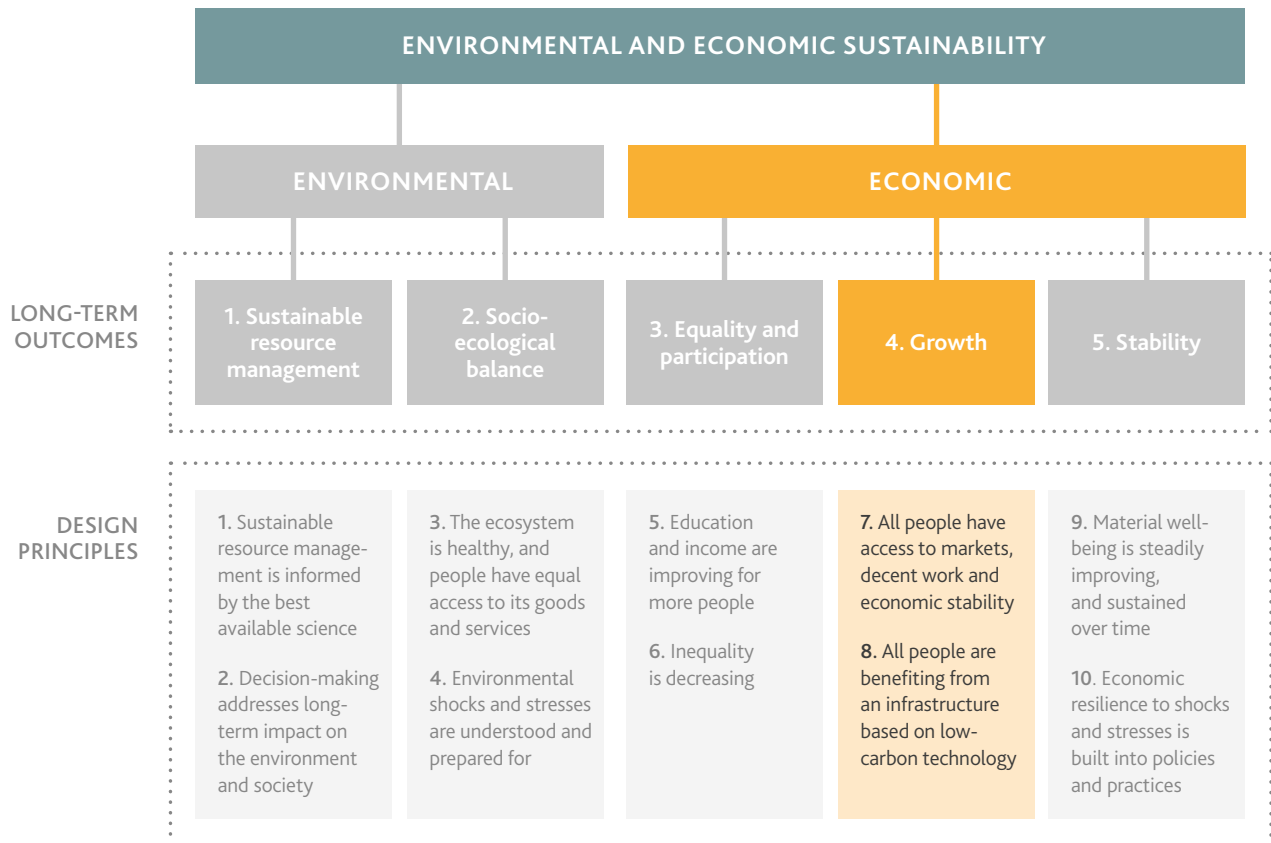 ENVIRONMENTAL AND ECONOMIC SUSTAINABILITY
ENVIRONMENTAL
ECONOMIC
LONG-TERM
OUTCOMES
1. Sustainable
resource
management
2. Socio-
ecological
balance
3. Equality and
participation
4. Growth
5. Stability
DESIGN
PRINCIPLES
1. Sustainable
resource manage-
ment is informed
by the best
available science
2. Decision-making
addresses long-
term impact on
the environment
and society
3. The ecosystem
is healthy, and
people have equal
access to its goods
and services
4. Environmental
shocks and stresses
are understood and
prepared for
5. Education
and income are
improving for
more people
6. Inequality
is decreasing
7. All people have
access to markets,
decent work and
economic stability
8. All people are
benefiting from
an infrastructure
based on low-
carbon technology
9. Material well-
being is steadily
improving,
and sustained
over time
10. Economic
resilience to shocks
and stresses is
built into policies
and practices